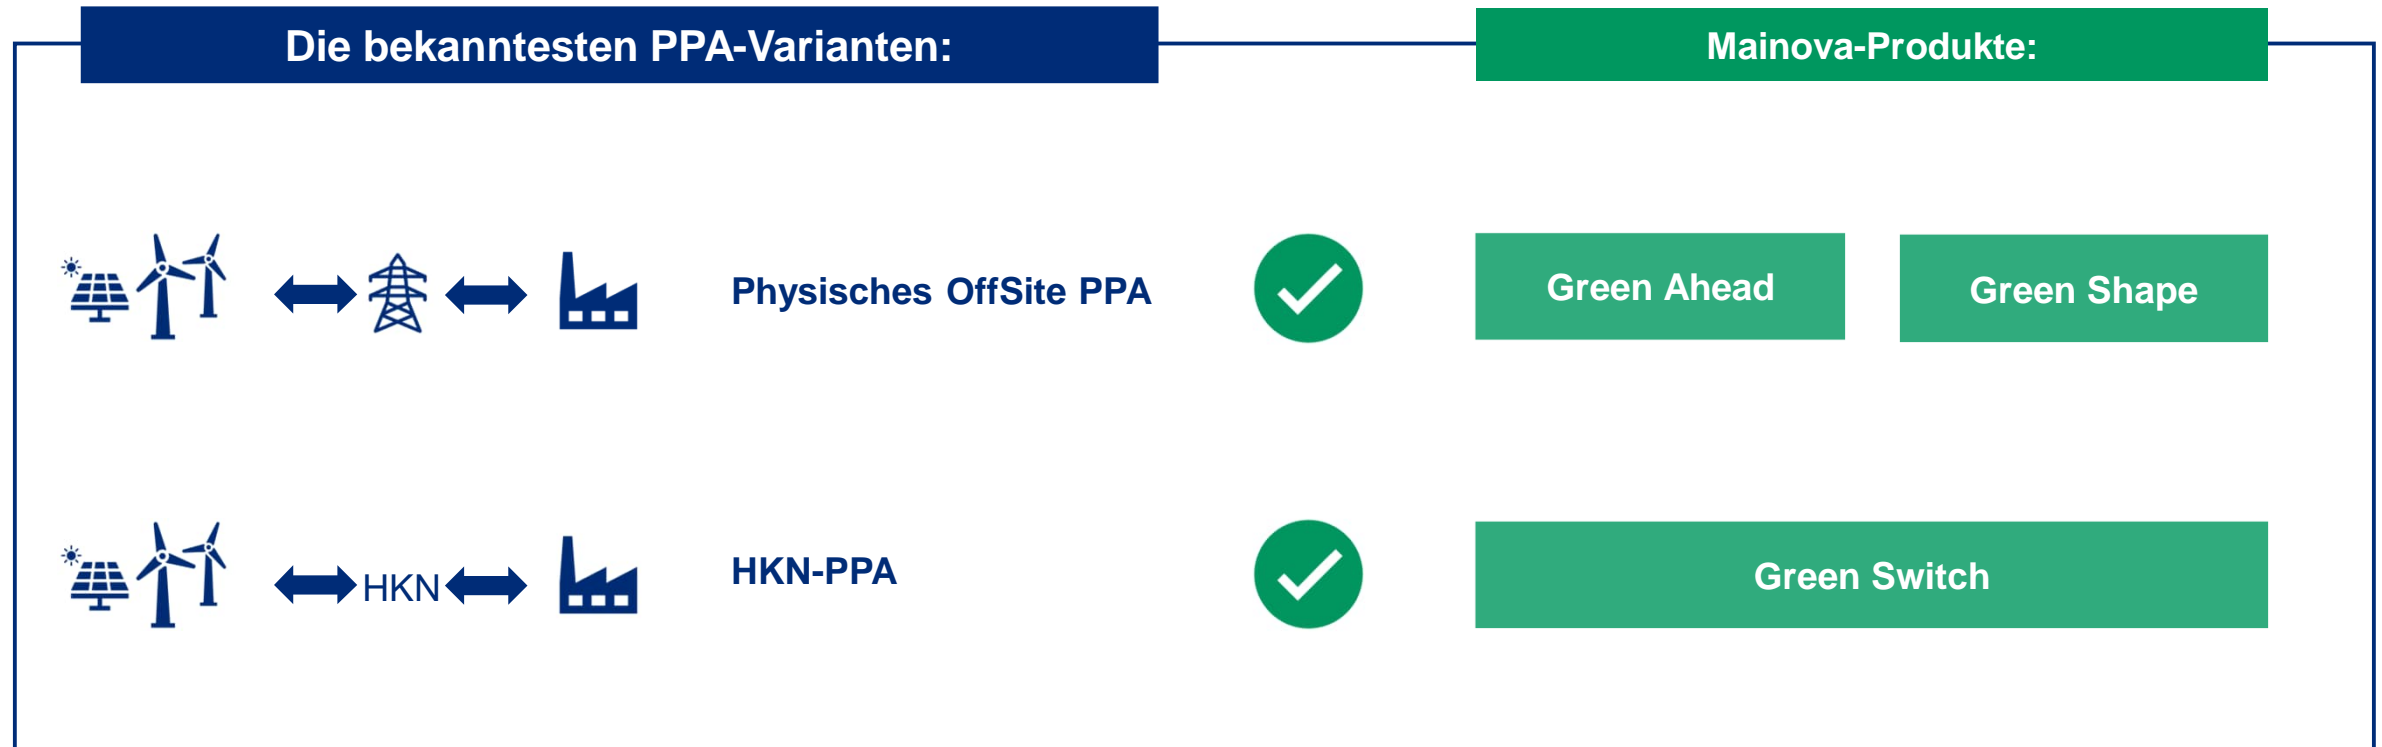 Die bekanntesten PPA-Varianten:
Mainova-Produkte:
Physisches OffSite PPA
Green Ahead
Green Shape
HKN
HKN-PPA
Green Switch